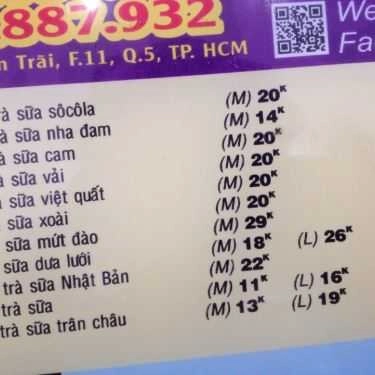 .887.932
n Trãi, F.11, Q.5, TP. HCM
We
Fa
rà sữa sôcôla (M) 20K
à sữa nha đam (M) 14K
à sữa cam (M) 20K
à sữa vải (M) 20K
sữa việt quất (M) 20K
sữa xoài (M) 20K
sữa mứt đào (M) 29K
sữa dưa lưới (M) 18K (L) 26K
trà sữa Nhật Bản (M) 22K
trà sữa (M) 11K (L) 16K
trà sữa trân châu (M) 13K (L) 19K